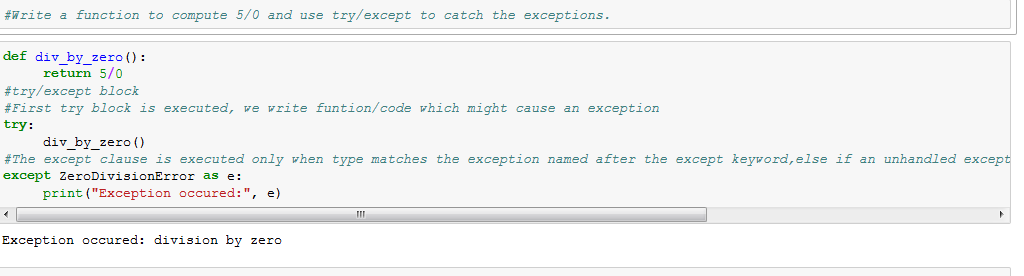 #Write a function to compute 5/0 and use try/except to catch the exceptions.
def div_by_zero():
return 5/0
#try/except block
#First try block is executed, we write funtion/code which might cause an exception
try:
div_by_zero()
#The except clause is executed only when type matches the exception named after the except keyword,else if an unhandled except
except ZeroDivisionError as e:
print("Exception occured:", e)
Exception occured: division by zero